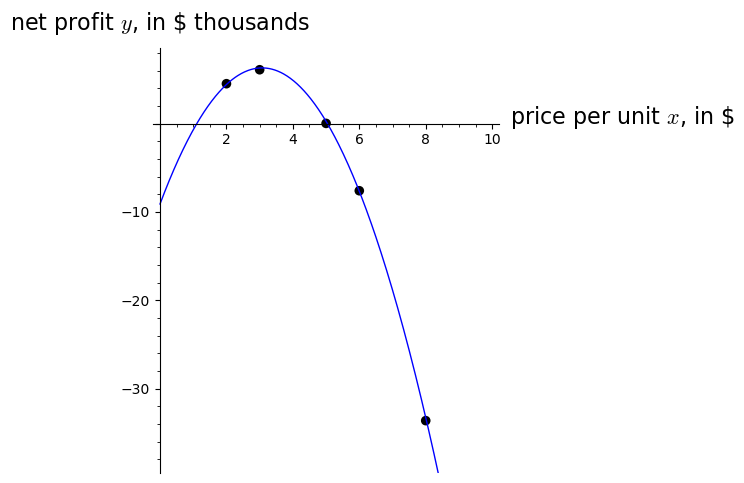 net profit y, in $ thousands
price per unit x, in $
2 4 6 8 10
−10
−20
−30